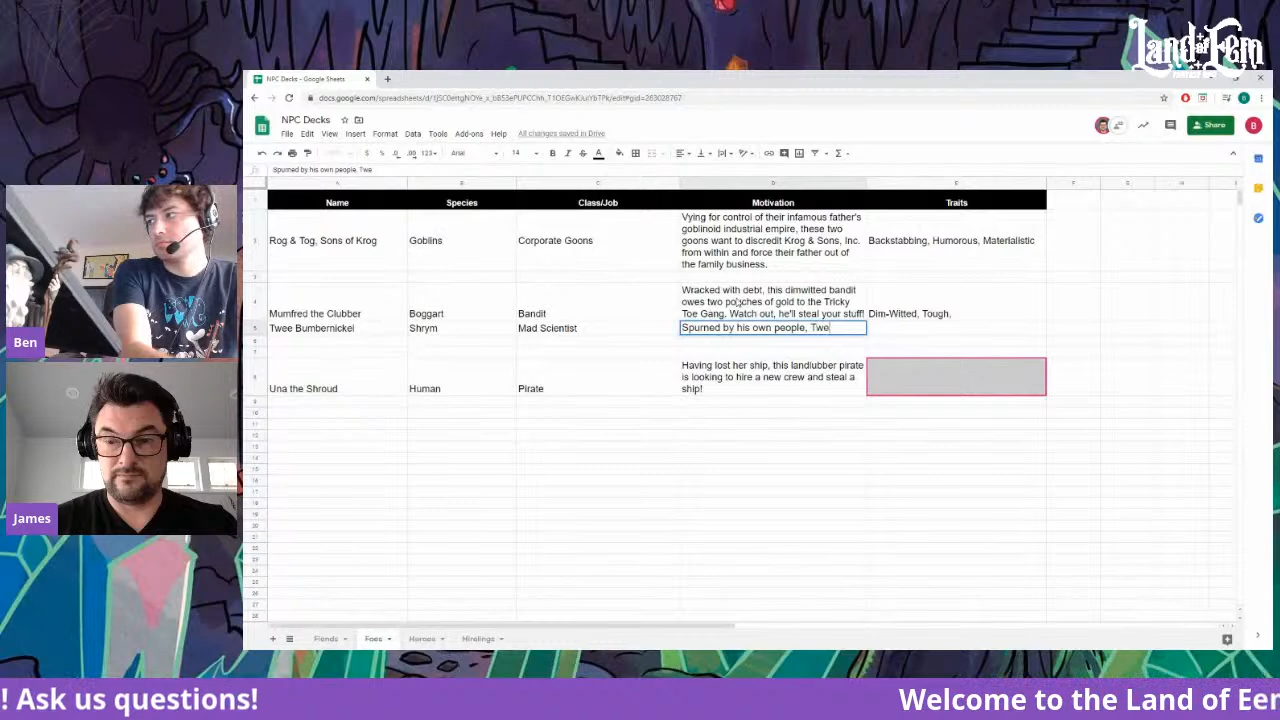 Land of Eem
NPC Decks - Google Sheets
NPC Decks
File Edit View Insert Format Data Tools Add-ons Help All changes saved in Drive
Share
B
$ % .0 .00 123 Arial 14 B I S A
Spurned by his own people, Twe
Name Species Class/Job Motivation Traits
Rog & Tog, Sons of Krog Goblins Corporate Goons
Vying for control of their infamous father's
goblinoid industrial empire, these two
goons want to discredit Krog & Sons, Inc.
from within and force their father out of
the family business.
Backstabbing, Humorous, Materialistic
Mumfred the Clubber Boggart Bandit
Wracked with debt, this dimwitted bandit
owes two pouches of gold to the Tricky
Toe Gang. Watch out, he'll steal your stuff!
Dim-Witted, Tough,
Twee Bumbernickel Shrym Mad Scientist Spurned by his own people, Twe
Una the Shroud Human Pirate
Having lost her ship, this landlubber pirate
is looking to hire a new crew and steal a
ship!
Fiends Foes Heroes Hirelings
Ben
James
! Ask us questions!
Welcome to the Land of Eem